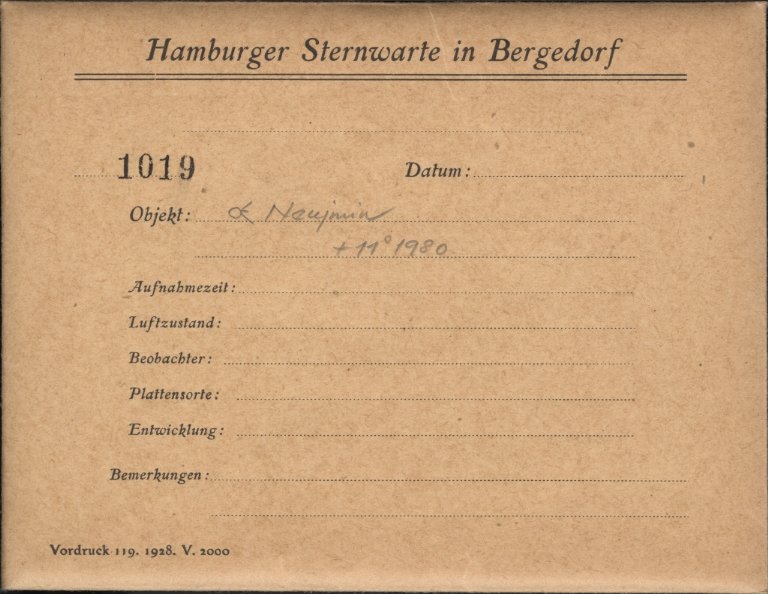 Hamburger Sternwarte in Bergedorf
1019 Datum:
Objekt: Neujmin
+ 11° 1980
Aufnahmezeit:
Luftzustand:
Beobachter:
Plattensorte:
Entwicklung:
Bemerkungen:
Vordruck 119. 1928. V. 2000